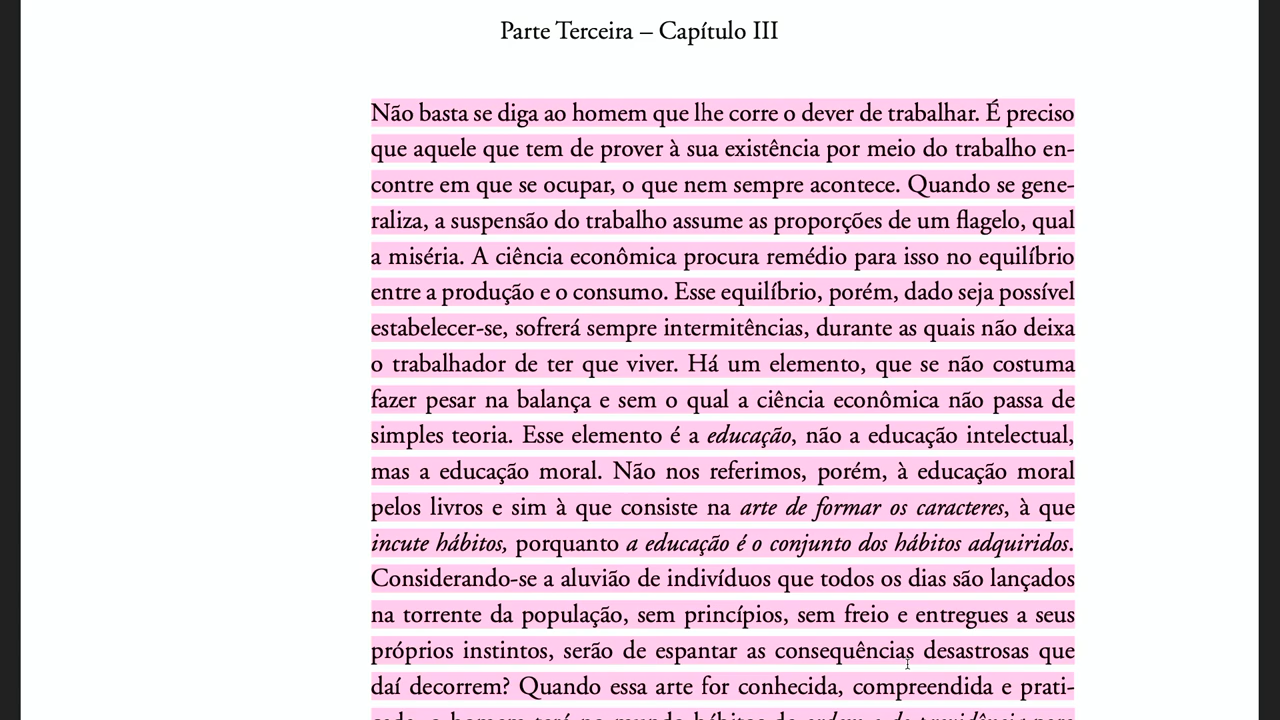 Parte Terceira – Capítulo III
Não basta se diga ao homem que lhe corre o dever de trabalhar. É preciso
que aquele que tem de prover à sua existência por meio do trabalho en-
contre em que se ocupar, o que nem sempre acontece. Quando se gene-
raliza, a suspensão do trabalho assume as proporções de um flagelo, qual
a miséria. A ciência econômica procura remédio para isso no equilíbrio
entre a produção e o consumo. Esse equilíbrio, porém, dado seja possível
estabelecer-se, sofrerá sempre intermitências, durante as quais não deixa
o trabalhador de ter que viver. Há um elemento, que se não costuma
fazer pesar na balança e sem o qual a ciência econômica não passa de
simples teoria. Esse elemento é a educação, não a educação intelectual,
mas a educação moral. Não nos referimos, porém, à educação moral
pelos livros e sim à que consiste na arte de formar os caracteres, à que
incute hábitos, porquanto a educação é o conjunto dos hábitos adquiridos.
Considerando-se a aluvião de indivíduos que todos os dias são lançados
na torrente da população, sem princípios, sem freio e entregues a seus
próprios instintos, serão de espantar as consequências desastrosas que
daí decorrem? Quando essa arte for conhecida, compreendida e prati-